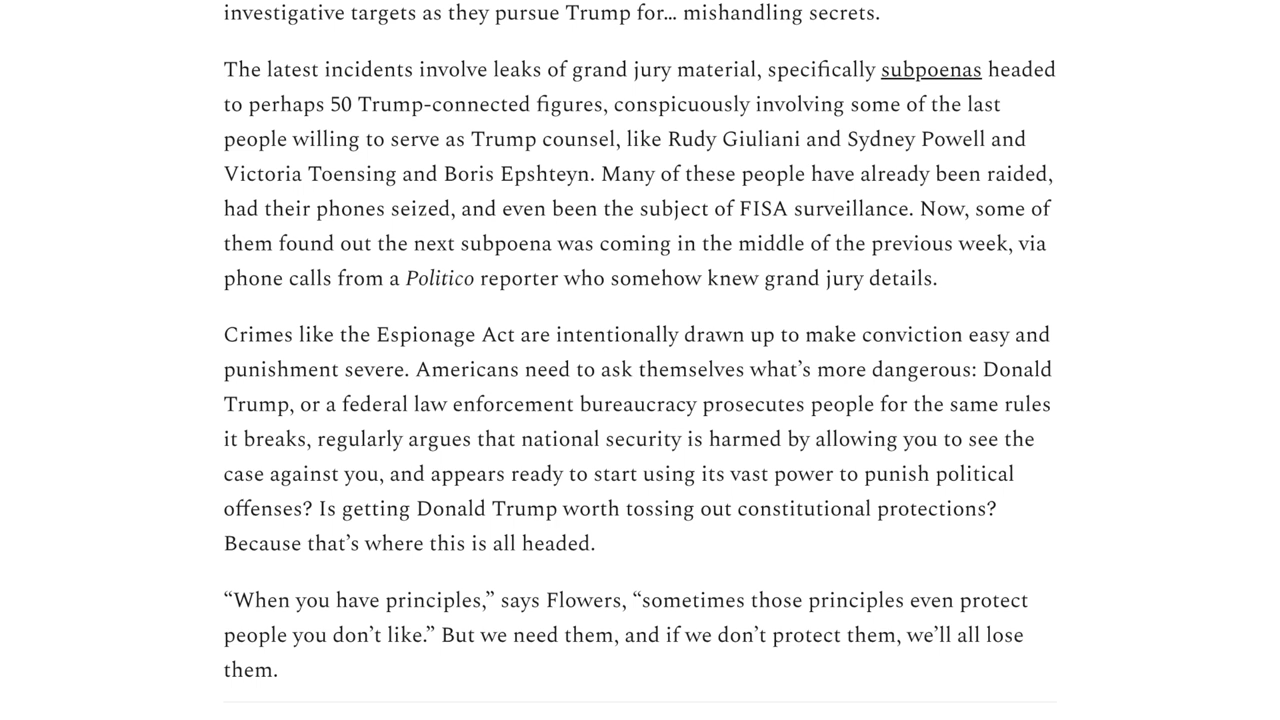 investigative targets as they pursue Trump for… mishandling secrets.
The latest incidents involve leaks of grand jury material, specifically subpoenas headed
to perhaps 50 Trump-connected figures, conspicuously involving some of the last
people willing to serve as Trump counsel, like Rudy Giuliani and Sydney Powell and
Victoria Toensing and Boris Epshteyn. Many of these people have already been raided,
had their phones seized, and even been the subject of FISA surveillance. Now, some of
them found out the next subpoena was coming in the middle of the previous week, via
phone calls from a Politico reporter who somehow knew grand jury details.
Crimes like the Espionage Act are intentionally drawn up to make conviction easy and
punishment severe. Americans need to ask themselves what’s more dangerous: Donald
Trump, or a federal law enforcement bureaucracy prosecutes people for the same rules
it breaks, regularly argues that national security is harmed by allowing you to see the
case against you, and appears ready to start using its vast power to punish political
offenses? Is getting Donald Trump worth tossing out constitutional protections?
Because that’s where this is all headed.
“When you have principles,” says Flowers, “sometimes those principles even protect
people you don’t like.” But we need them, and if we don’t protect them, we’ll all lose
them.